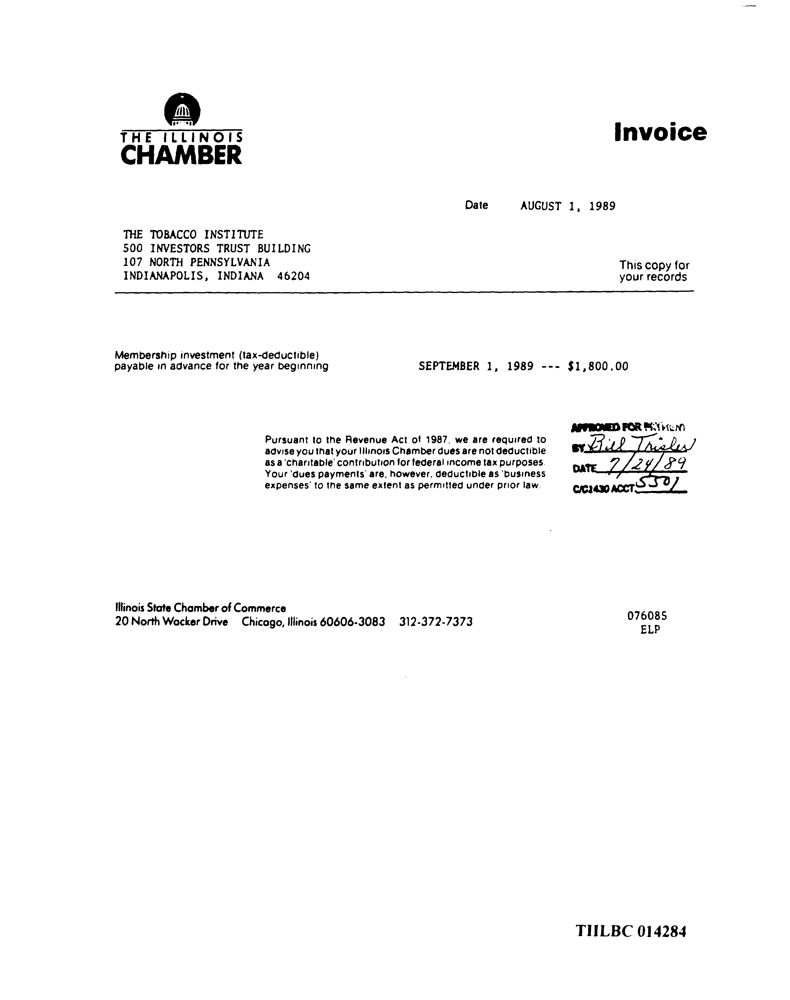 THE ILLINOIS
CHAMBER
Invoice
Date AUGUST 1, 1989
THE TOBACCO INSTITUTE
500 INVESTORS TRUST BUILDING
107 NORTH PENNSYLVANIA
INDIANAPOLIS, INDIANA 46204
This copy for
your records
Membership investment (tax-deductible)
payable in advance for the year beginning
SEPTEMBER 1, 1989 --- $1,800.00
Pursuant to the Revenue Act of 1987, we are required to
advise you that your Illinois Chamber dues are not deductible
as a 'charitable' contribution for federal income tax purposes.
Your 'dues payments' are, however, deductible as 'business
expenses' to the same extent as permitted under prior law.
APPROVED FOR PAYMENT
BY Bill Trisler
DATE 7/24/89
C/C1430 ACCT 5501
Illinois State Chamber of Commerce
20 North Wacker Drive Chicago, Illinois 60606-3083 312-372-7373
076085
ELP
TIILBC 014284